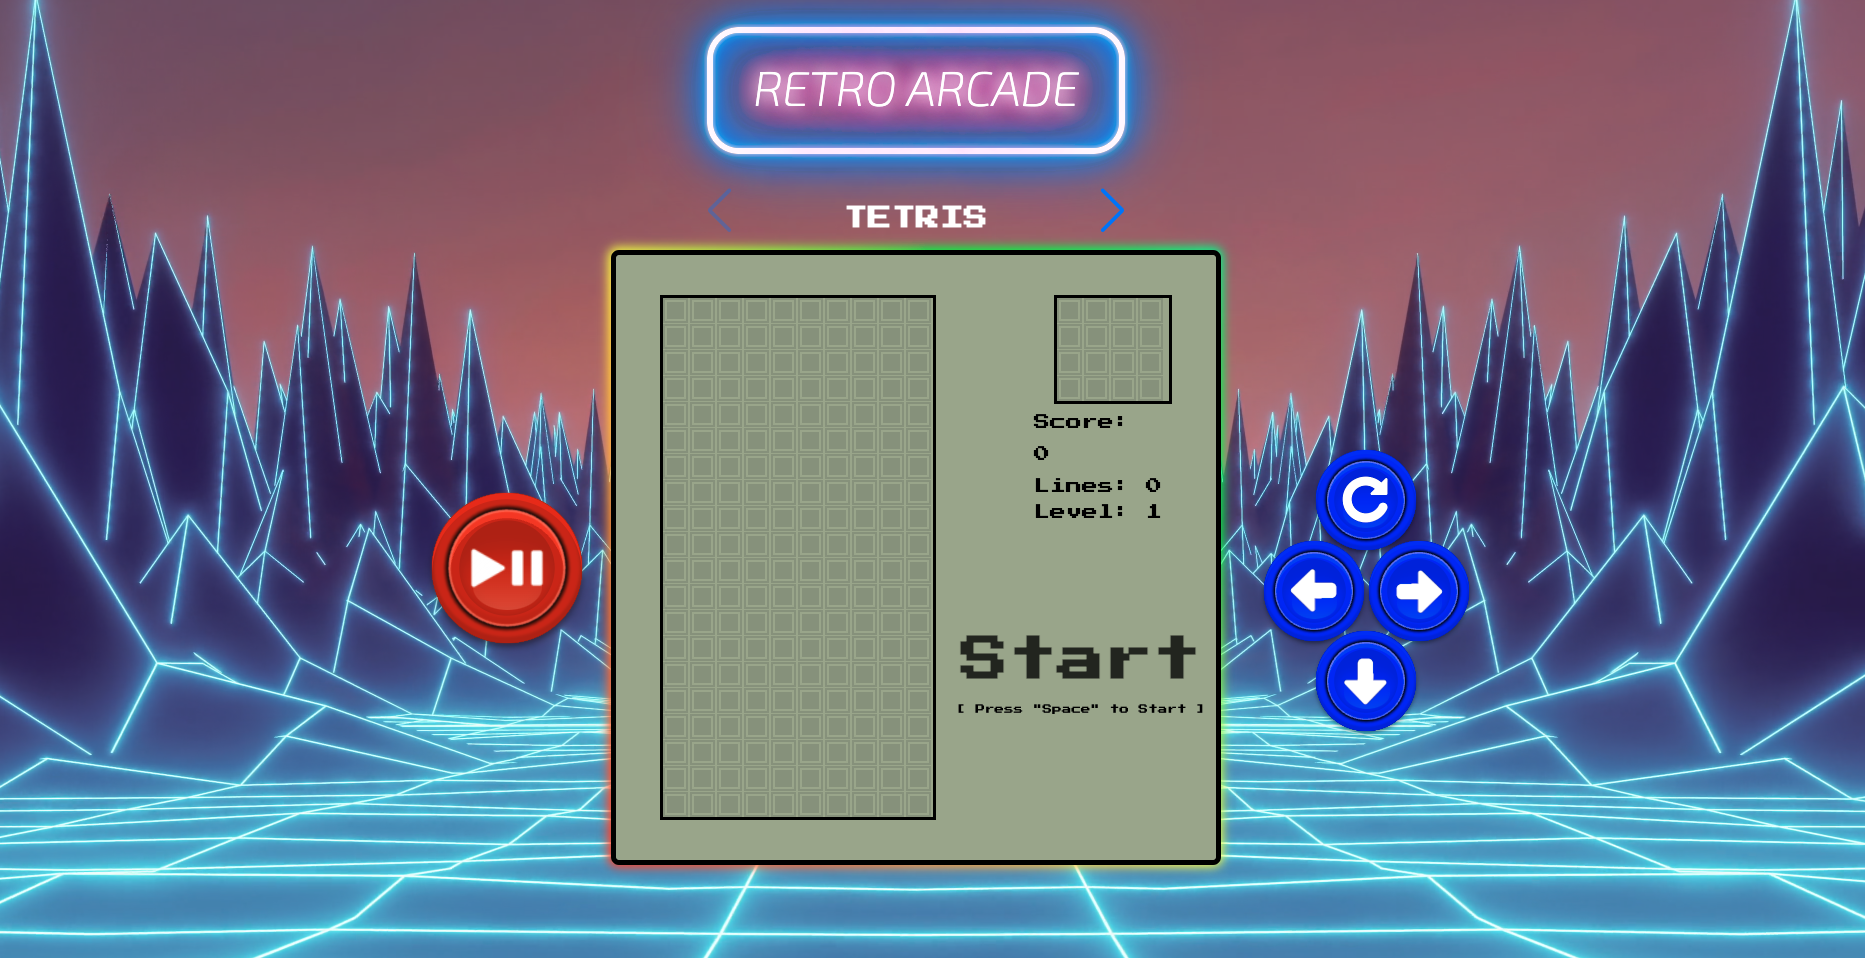 RETRO ARCADE
TETRIS
Score:
0
Lines: 0
Level: 1
Start
[ Press "Space" to Start ]